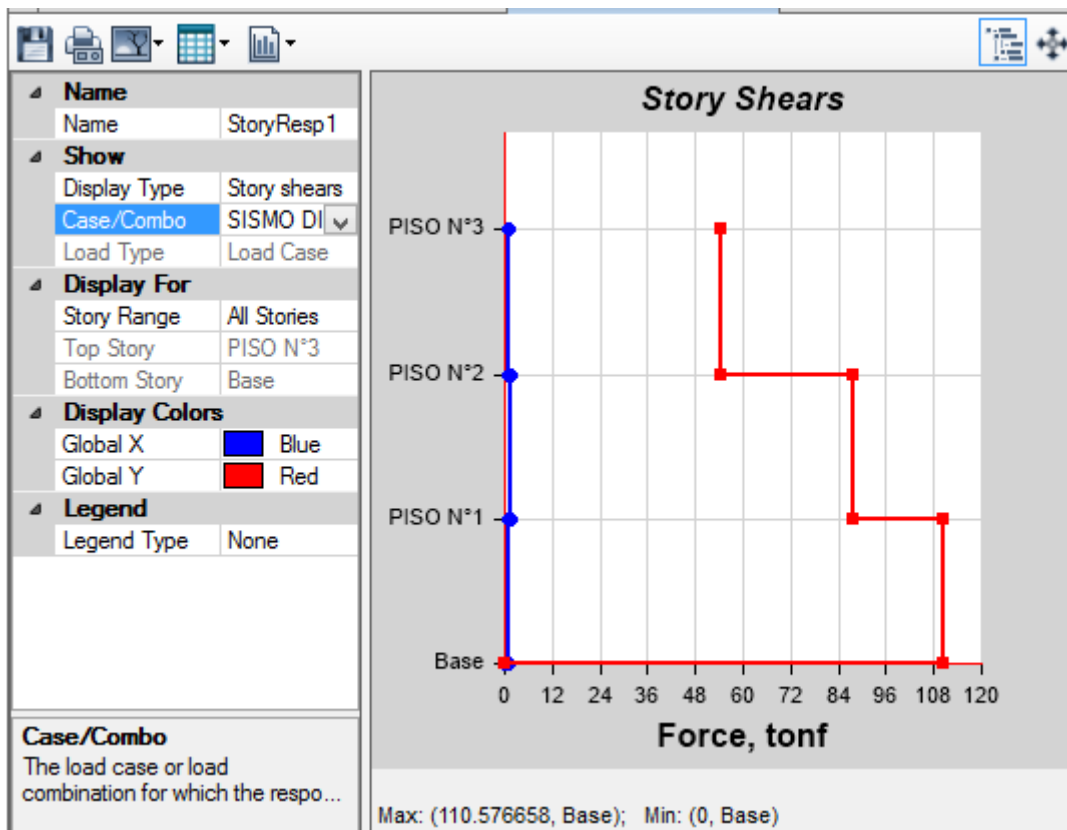 Name
Name StoryResp1
Show
Display Type Story shears
Case/Combo SISMO DI
Load Type Load Case
Display For
Story Range All Stories
Top Story PISO N°3
Bottom Story Base
Display Colors
Global X Blue
Global Y Red
Legend
Legend Type None
Case/Combo
The load case or load
combination for which the respo...
Story Shears
PISO N°3
PISO N°2
PISO N°1
Base
0 12 24 36 48 60 72 84 96 108 120
Force, tonf
Max: (110.576658, Base); Min: (0, Base)